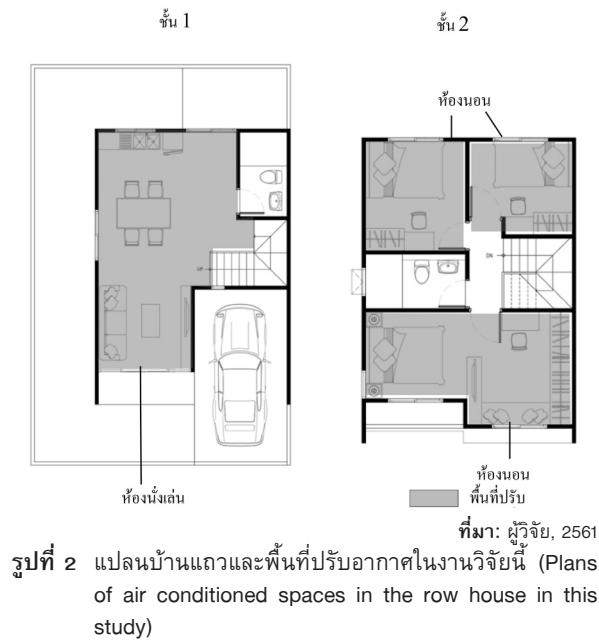 ชั้น 1
ชั้น 2
ห้องนอน
UP
DN
ห้องนั่งเล่น
ห้องนอน
พื้นที่ปรับ
ที่มา: ผู้วิจัย, 2561
รูปที่ 2 แปลนบ้านแถวและพื้นที่ปรับอากาศในงานวิจัยนี้ (Plans
of air conditioned spaces in the row house in this
study)